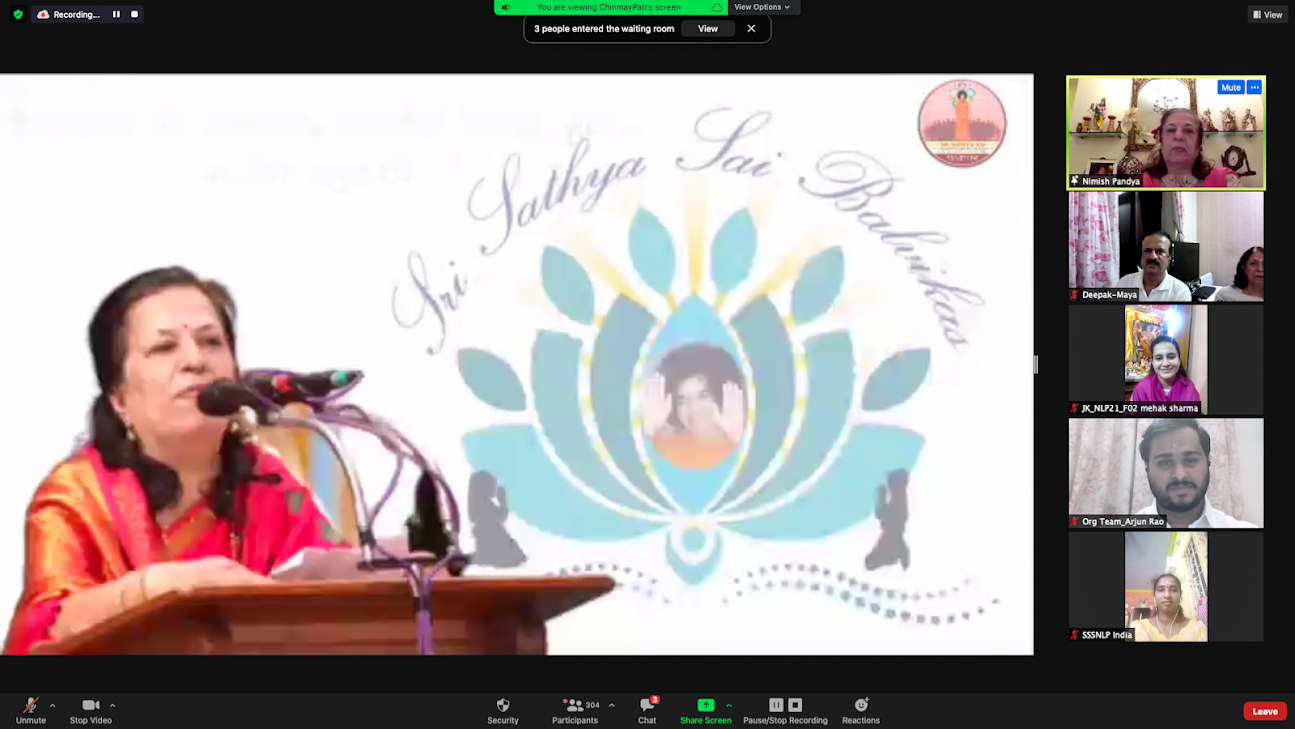 Recording...
You are viewing ChinmayPati's screen
View Options
View
3 people entered the waiting room
View
Sri Sathya Sai Balvikas
Mute
Nimish Pandya
Deepak-Maya
JK_NLP21_F02 mehak sharma
Org Team_Arjun Rao
SSSNLP India
Unmute
Stop Video
Security
Participants
304
Chat
3
Share Screen
Pause/Stop Recording
Reactions
Leave